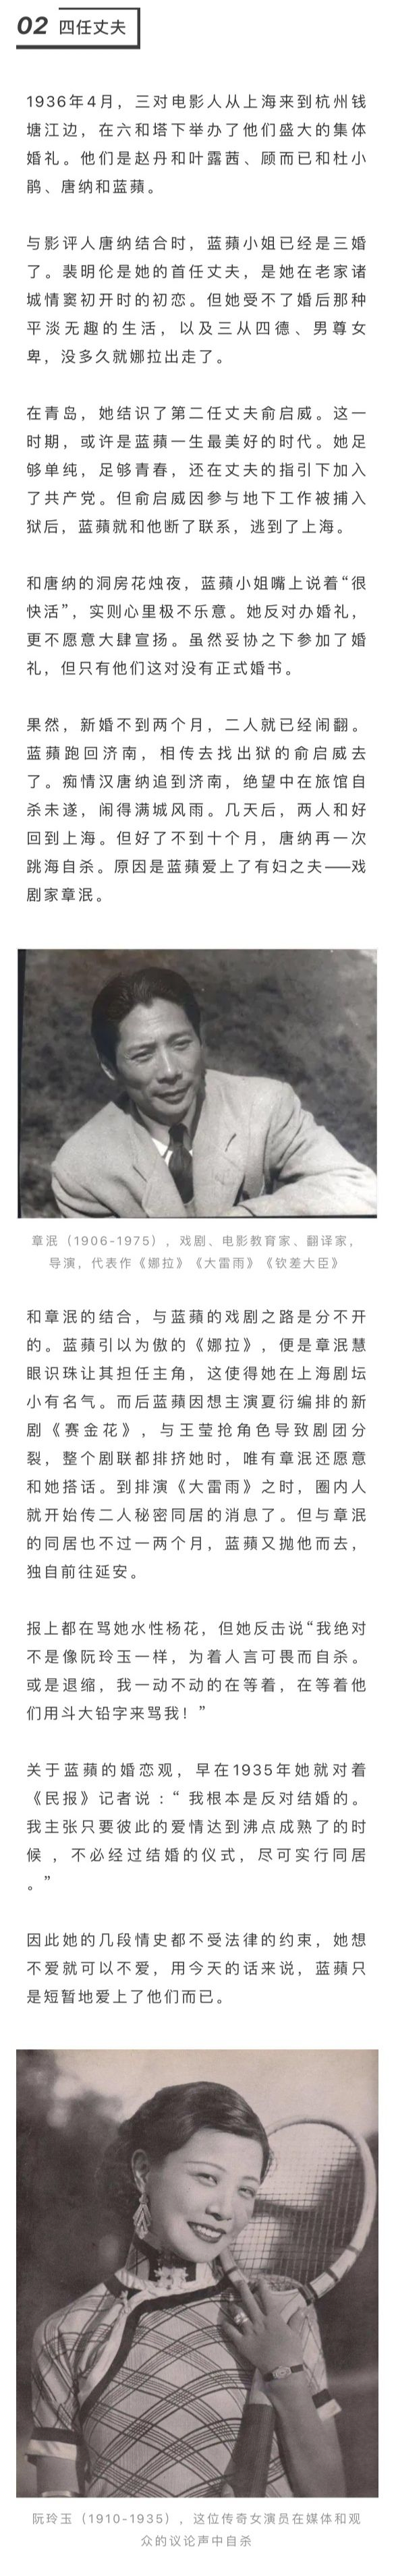 02 四任丈夫
1936年4月，三对电影人从上海来到杭州钱
塘江边，在六和塔下举办了他们盛大的集体
婚礼。他们是赵丹和叶露茜、顾而已和杜小
鹃、唐纳和蓝蘋。
与影评人唐纳结合时，蓝蘋小姐已经是三婚
了。裴明伦是她的首任丈夫，是她在老家诸
城情窦初开时的初恋。但她受不了婚后那种
平淡无趣的生活，以及三从四德、男尊女
卑，没多久就娜拉出走了。
在青岛，她结识了第二任丈夫俞启威。这一
时期，或许是蓝蘋一生最美好的时代。她足
够单纯，足够青春，还在丈夫的指引下加入
了共产党。但俞启威因参与地下工作被捕入
狱后，蓝蘋就和他断了联系，逃到了上海。
和唐纳的洞房花烛夜，蓝蘋小姐嘴上说着“很
快活”，实则心里极不乐意。她反对办婚礼，
更不愿意大肆宣扬。虽然妥协之下参加了婚
礼，但只有他们这对没有正式婚书。
果然，新婚不到两个月，二人就已经闹翻。
蓝蘋跑回济南，相传去找出狱的俞启威去
了。痴情汉唐纳追到济南，绝望中在旅馆自
杀未遂，闹得满城风雨。几天后，两人和好
回到上海。但好了不到十个月，唐纳再一次
跳海自杀。原因是蓝蘋爱上了有妇之夫——戏
剧家章泯。
章泯（1906-1975），戏剧、电影教育家、翻译家，
导演，代表作《娜拉》《大雷雨》《钦差大臣》
和章泯的结合，与蓝蘋的戏剧之路是分不开
的。蓝蘋引以为傲的《娜拉》，便是章泯慧
眼识珠让其担任主角，这使得她在上海剧坛
小有名气。而后蓝蘋因想主演夏衍编排的新
剧《赛金花》，与王莹抢角色导致剧团分
裂，整个剧联都排挤她时，唯有章泯还愿意
和她搭话。到排演《大雷雨》之时，圈内人
就开始传二人秘密同居的消息了。但与章泯
的同居也不过一两个月，蓝蘋又抛他而去，
独自前往延安。
报上都在骂她水性杨花，但她反击说“我绝对
不是像阮玲玉一样，为着人言可畏而自杀。
或是退缩，我一动不动的在等着，在等着他
们用斗大铅字来骂我！”
关于蓝蘋的婚恋观，早在1935年她就对着
《民报》记者说：“ 我根本是反对结婚的。
我主张只要彼此的爱情达到沸点成熟了的时
候 ，不必经过结婚的仪式，尽可实行同居
。”
因此她的几段情史都不受法律的约束，她想
不爱就可以不爱，用今天的话来说，蓝蘋只
是短暂地爱上了他们而已。
阮玲玉（1910-1935），这位传奇女演员在媒体和观
众的议论声中自杀